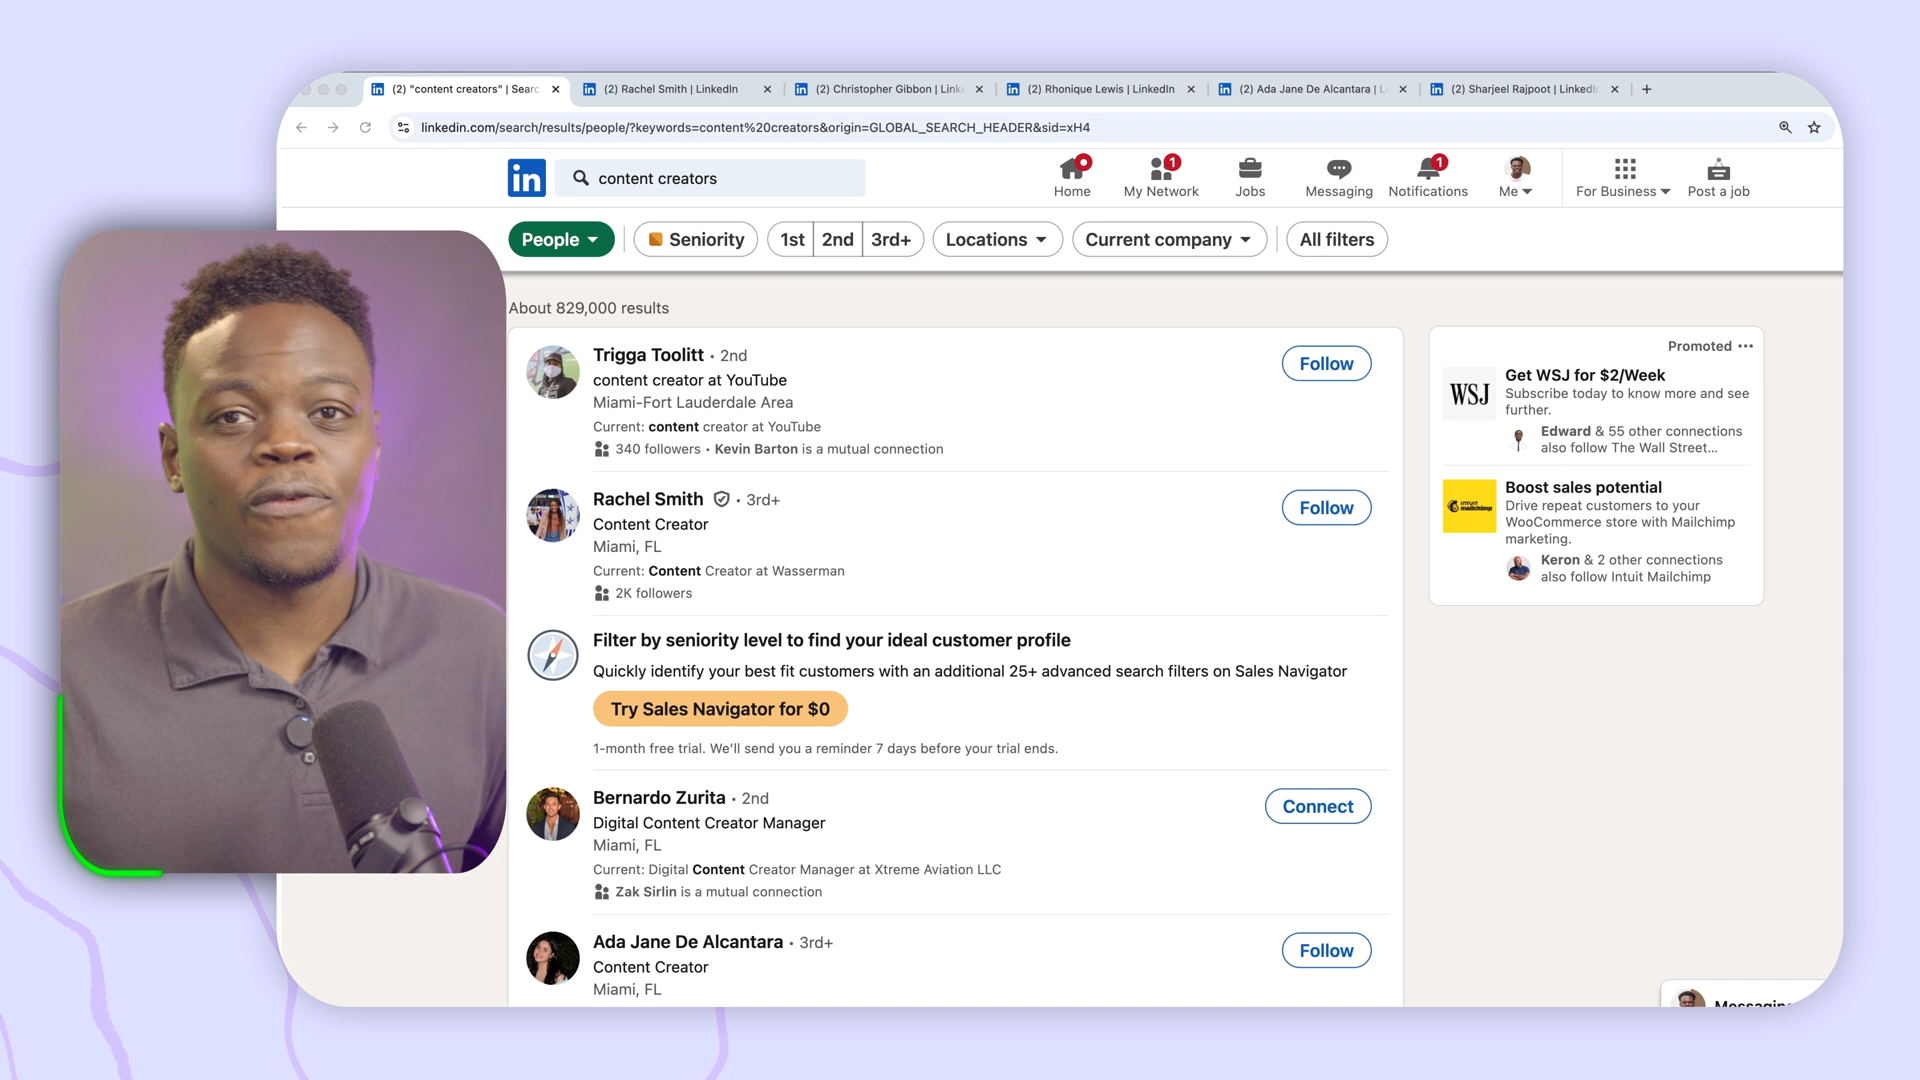 (2) "content creators" | Searc
(2) Rachel Smith | LinkedIn
(2) Christopher Gibbon | Link
(2) Rhonique Lewis | LinkedIn
(2) Ada Jane De Alcantara | L
(2) Sharjeel Rajpoot | LinkedIn
linkedin.com/search/results/people/?keywords=content%20creators&origin=GLOBAL_SEARCH_HEADER&sid=xH4
in
content creators
Home
1
My Network
Jobs
Messaging
1
Notifications
Me
For Business
Post a job
People
Seniority
1st
2nd
3rd+
Locations
Current company
All filters
About 829,000 results
Trigga Toolitt • 2nd
content creator at YouTube
Miami-Fort Lauderdale Area
Current: content creator at YouTube
340 followers • Kevin Barton is a mutual connection
Follow
Rachel Smith • 3rd+
Content Creator
Miami, FL
Current: Content Creator at Wasserman
2K followers
Follow
Filter by seniority level to find your ideal customer profile
Quickly identify your best fit customers with an additional 25+ advanced search filters on Sales Navigator
Try Sales Navigator for $0
1-month free trial. We'll send you a reminder 7 days before your trial ends.
Bernardo Zurita • 2nd
Digital Content Creator Manager
Miami, FL
Current: Digital Content Creator Manager at Xtreme Aviation LLC
Zak Sirlin is a mutual connection
Connect
Ada Jane De Alcantara • 3rd+
Content Creator
Miami, FL
Follow
Promoted
WSJ
Get WSJ for $2/Week
Subscribe today to know more and see
further.
Edward & 55 other connections
also follow The Wall Street...
INTUIT
mailchimp
Boost sales potential
Drive repeat customers to your
WooCommerce store with Mailchimp
marketing.
Keron & 2 other connections
also follow Intuit Mailchimp
Messaging